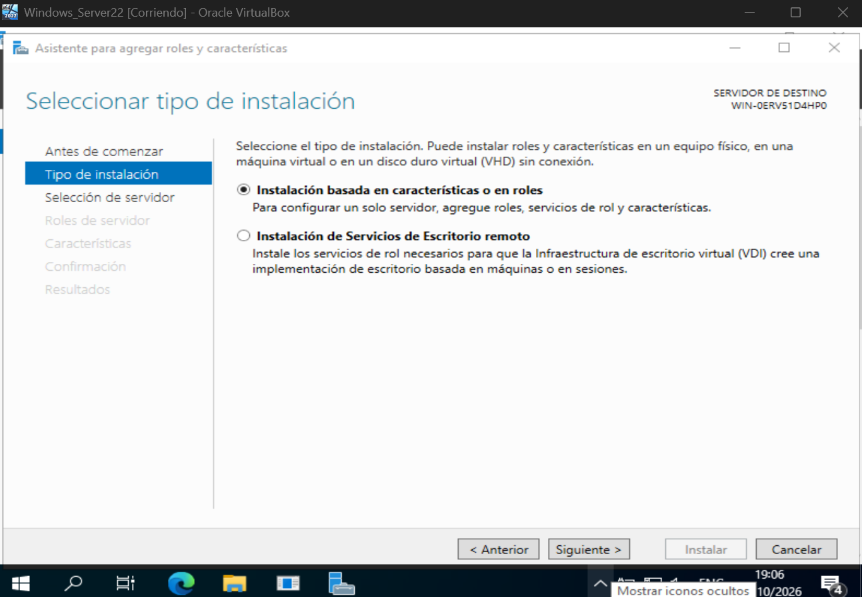 Windows_Server22 [Corriendo] - Oracle VirtualBox
Asistente para agregar roles y características
Seleccionar tipo de instalación
SERVIDOR DE DESTINO
WIN-0ERV51D4HP0
Antes de comenzar
Tipo de instalación
Selección de servidor
Roles de servidor
Características
Confirmación
Resultados
Seleccione el tipo de instalación. Puede instalar roles y características en un equipo físico, en una
máquina virtual o en un disco duro virtual (VHD) sin conexión.
Instalación basada en características o en roles
Para configurar un solo servidor, agregue roles, servicios de rol y características.
Instalación de Servicios de Escritorio remoto
Instale los servicios de rol necesarios para que la Infraestructura de escritorio virtual (VDI) cree una
implementación de escritorio basada en máquinas o en sesiones.
< Anterior
Siguiente >
Instalar
Cancelar
19:06
Mostrar iconos ocultos
/10/2026
4